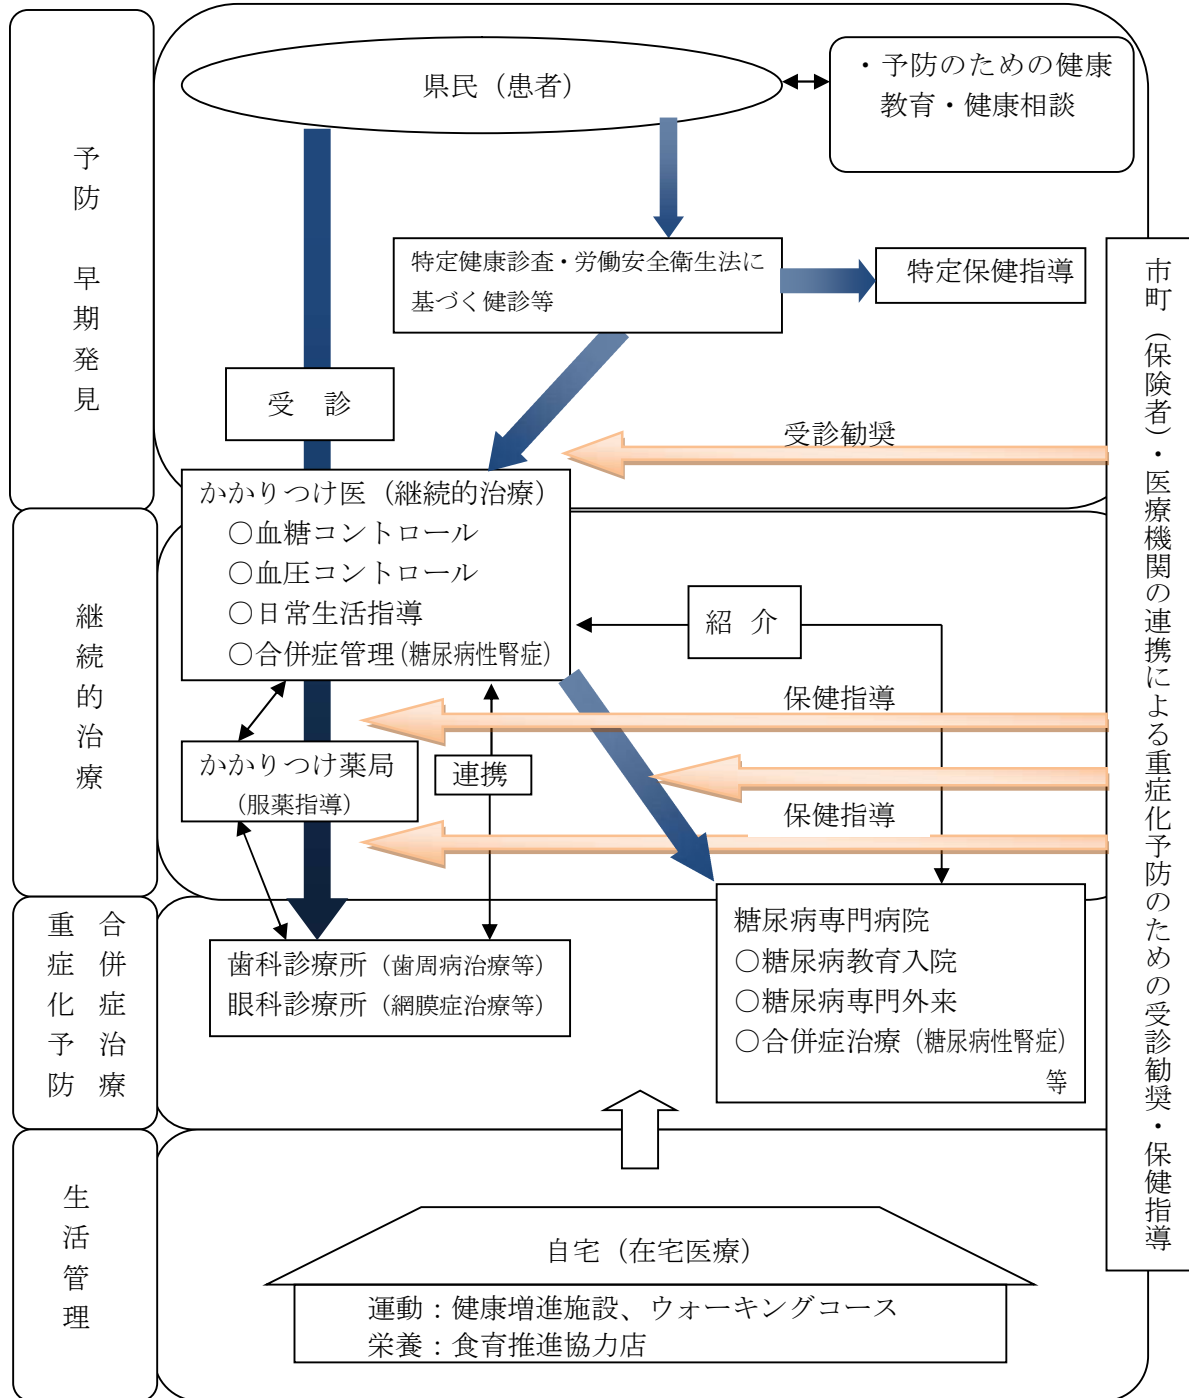 県民（患者）
・予防のための健康
教育・健康相談
予防　早期発見
特定健康診査・労働安全衛生法に
基づく健診等
特定保健指導
受　診
受診勧奨
市町（保険者）・医療機関の連携による重症化予防のための受診勧奨・保健指導
かかりつけ医（継続的治療）
○血糖コントロール
○血圧コントロール
○日常生活指導
○合併症管理（糖尿病性腎症）
継続的治療
紹 介
保健指導
かかりつけ薬局
（服薬指導）
連携
保健指導
合併症治療
重症化予防
歯科診療所（歯周病治療等）
眼科診療所（網膜症治療等）
糖尿病専門病院
○糖尿病教育入院
○糖尿病専門外来
○合併症治療（糖尿病性腎症）
等
生活管理
自宅（在宅医療）
運動：健康増進施設、ウォーキングコース
栄養：食育推進協力店